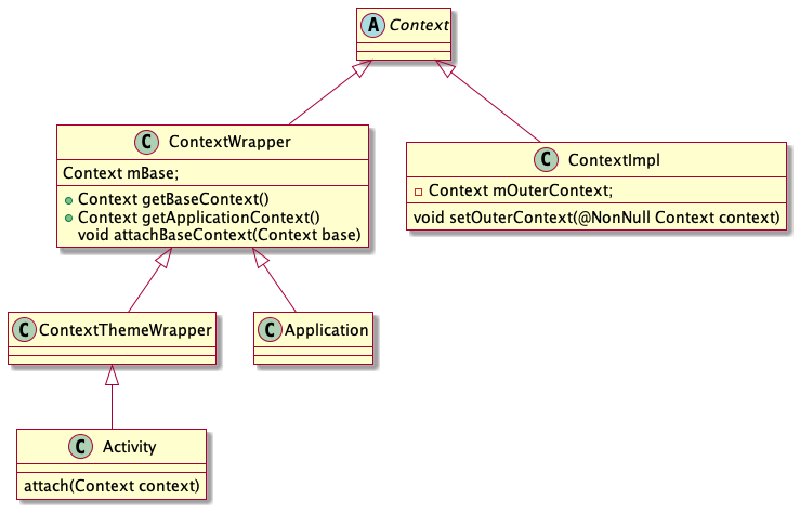 A Context
C ContextWrapper
Context mBase;
Context getBaseContext()
Context getApplicationContext()
void attachBaseContext(Context base)
C ContextImpl
Context mOuterContext;
void setOuterContext(@NonNull Context context)
C ContextThemeWrapper
C Application
C Activity
attach(Context context)